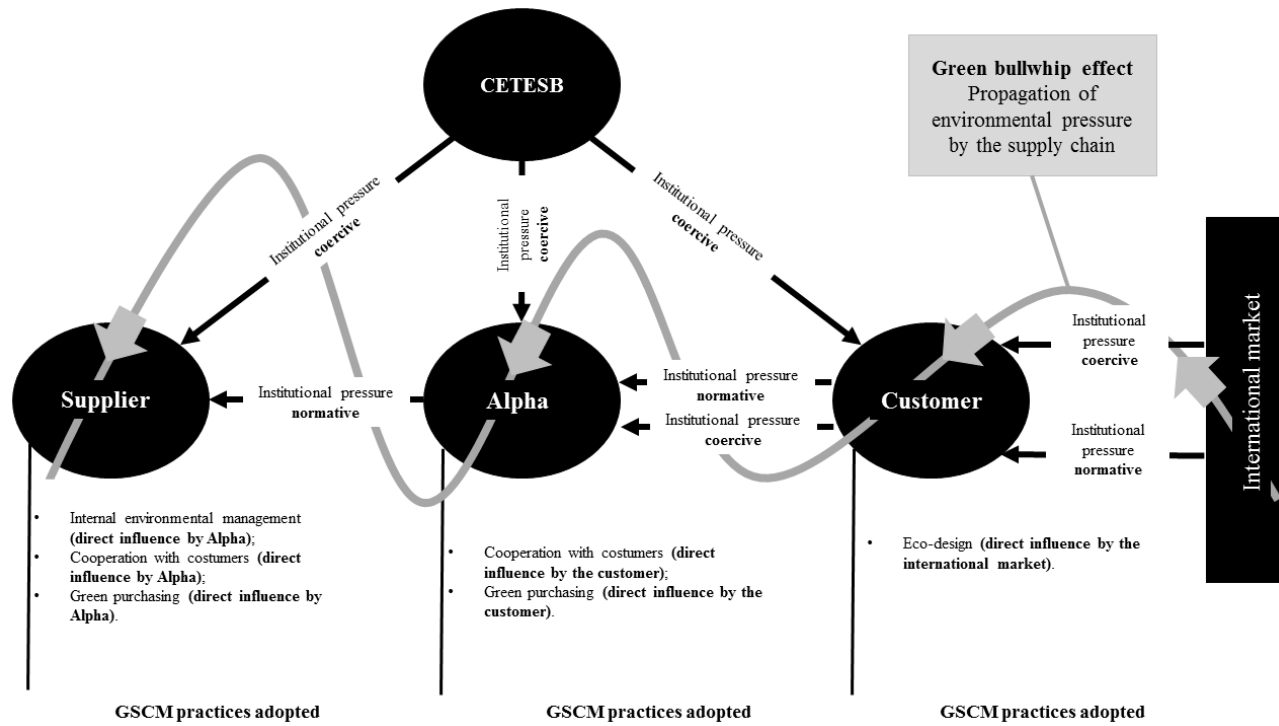 CETESB
Green bullwhip effect
Propagation of
environmental pressure
by the supply chain
Institutional pressure
coercive
Institutional
pressure
coercive
Institutional pressure
coercive
Supplier
Institutional pressure
normative
Alpha
Institutional pressure
normative
Institutional pressure
coercive
Customer
Institutional
pressure
coercive
Institutional
pressure
normative
International market
• Internal environmental management
(direct influence by Alpha);
• Cooperation with costumers (direct
influence by Alpha);
• Green purchasing (direct influence by
Alpha).
• Cooperation with costumers (direct
influence by the customer);
• Green purchasing (direct influence by the
customer).
• Eco-design (direct influence by the
international market).
GSCM practices adopted
GSCM practices adopted
GSCM practices adopted